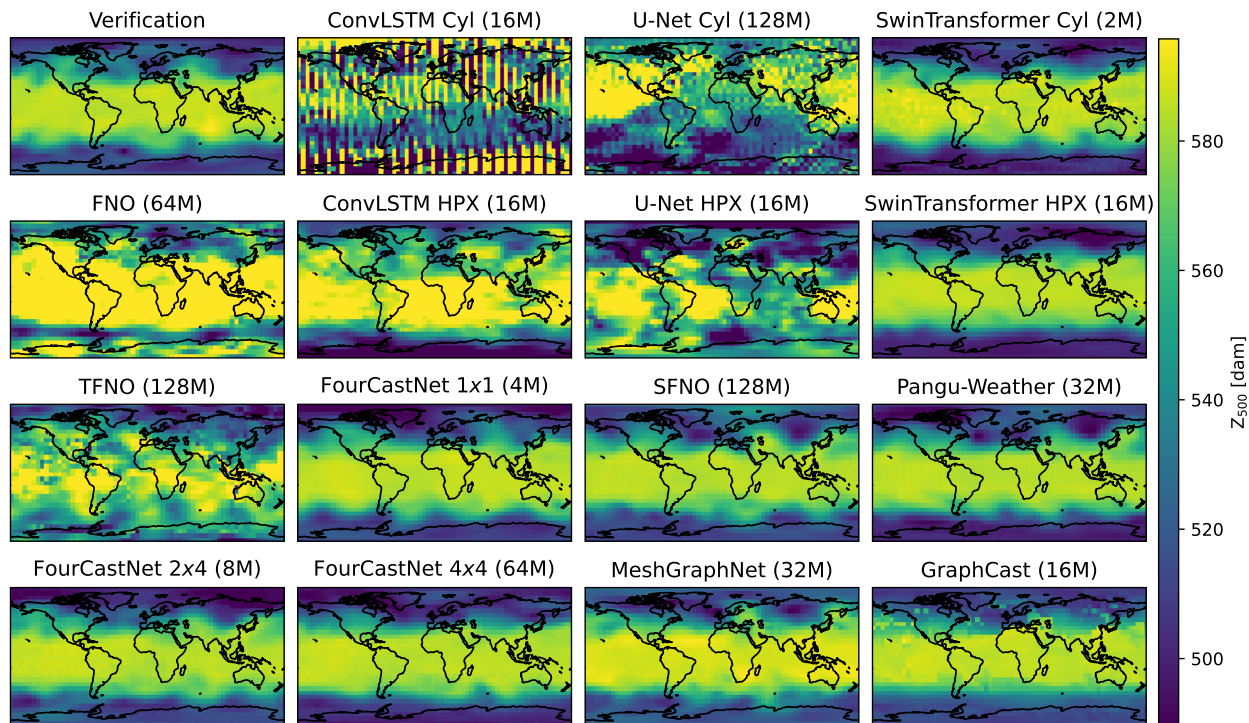 Verification
ConvLSTM Cyl (16M)
U-Net Cyl (128M)
SwinTransformer Cyl (2M)
FNO (64M)
ConvLSTM HPX (16M)
U-Net HPX (16M)
SwinTransformer HPX (16M)
TFNO (128M)
FourCastNet 1x1 (4M)
SFNO (128M)
Pangu-Weather (32M)
FourCastNet 2x4 (8M)
FourCastNet 4x4 (64M)
MeshGraphNet (32M)
GraphCast (16M)
580
560
540
520
500
Z₅₀₀ [dam]